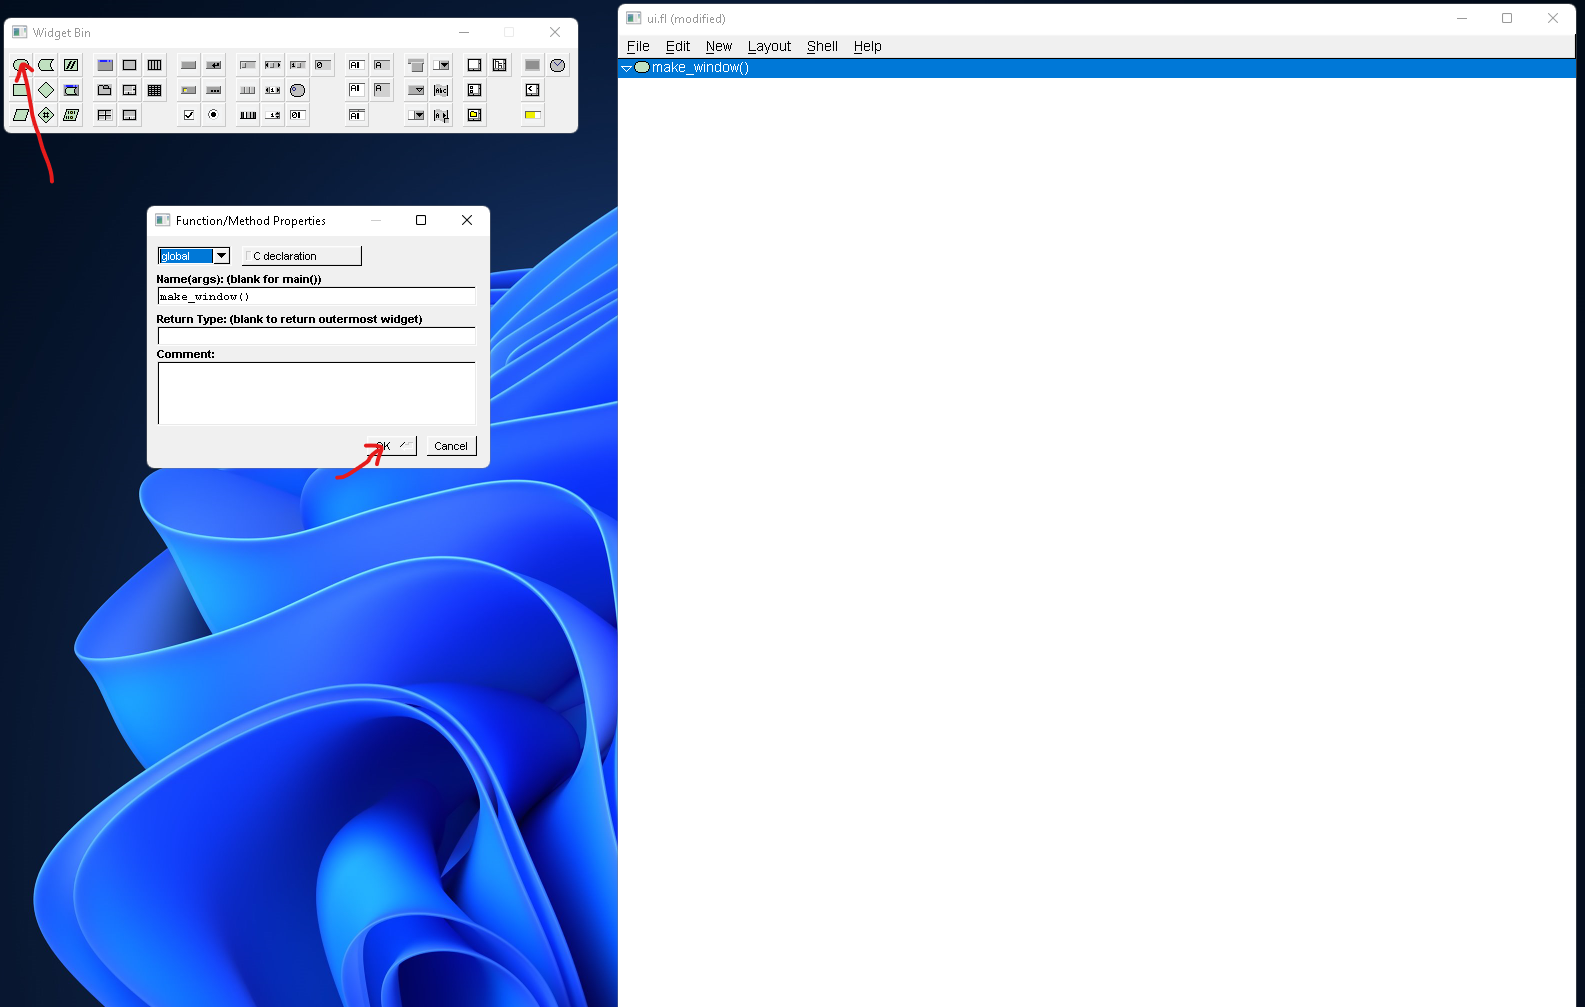 Widget Bin
ui.fl (modified)
File Edit New Layout Shell Help
make_window()
Function/Method Properties
global
C declaration
Name(args): (blank for main())
make_window()
Return Type: (blank to return outermost widget)
Comment:
OK
Cancel